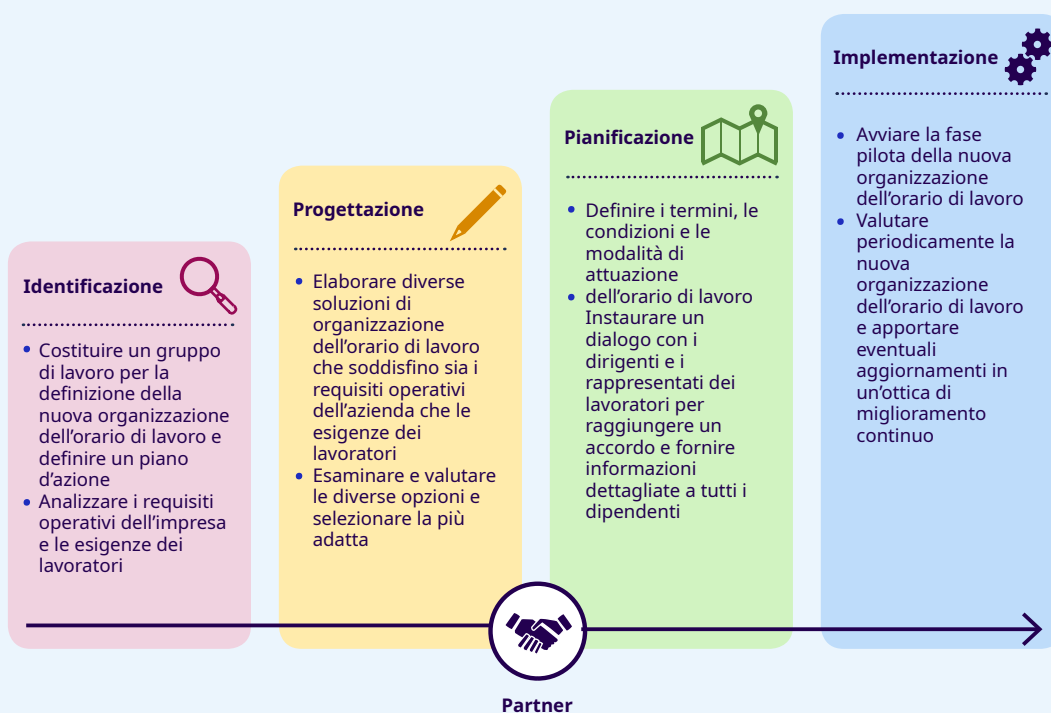 Identificazione
Costituire un gruppo
di lavoro per la
definizione della
nuova organizzazione
dell'orario di lavoro e
definire un piano
d'azione
Analizzare i requisiti
operativi dell'impresa
e le esigenze dei
lavoratori
Progettazione
Elaborare diverse
soluzioni di
organizzazione
dell'orario di lavoro
che soddisfino sia i
requisiti operativi
dell'azienda che le
esigenze dei
lavoratori
Esaminare e valutare
le diverse opzioni e
selezionare la più
adatta
Pianificazione
Definire i termini, le
condizioni e le
modalità di
attuazione
dell'orario di lavoro
Instaurare un
dialogo con i
dirigenti e i
rappresentati dei
lavoratori per
raggiungere un
accordo e fornire
informazioni
dettagliate a tutti i
dipendenti
Implementazione
Avviare la fase
pilota della nuova
organizzazione
dell'orario di lavoro
Valutare
periodicamente la
nuova
organizzazione
dell'orario di lavoro
e apportare
eventuali
aggiornamenti in
un'ottica di
miglioramento
continuo
Partner